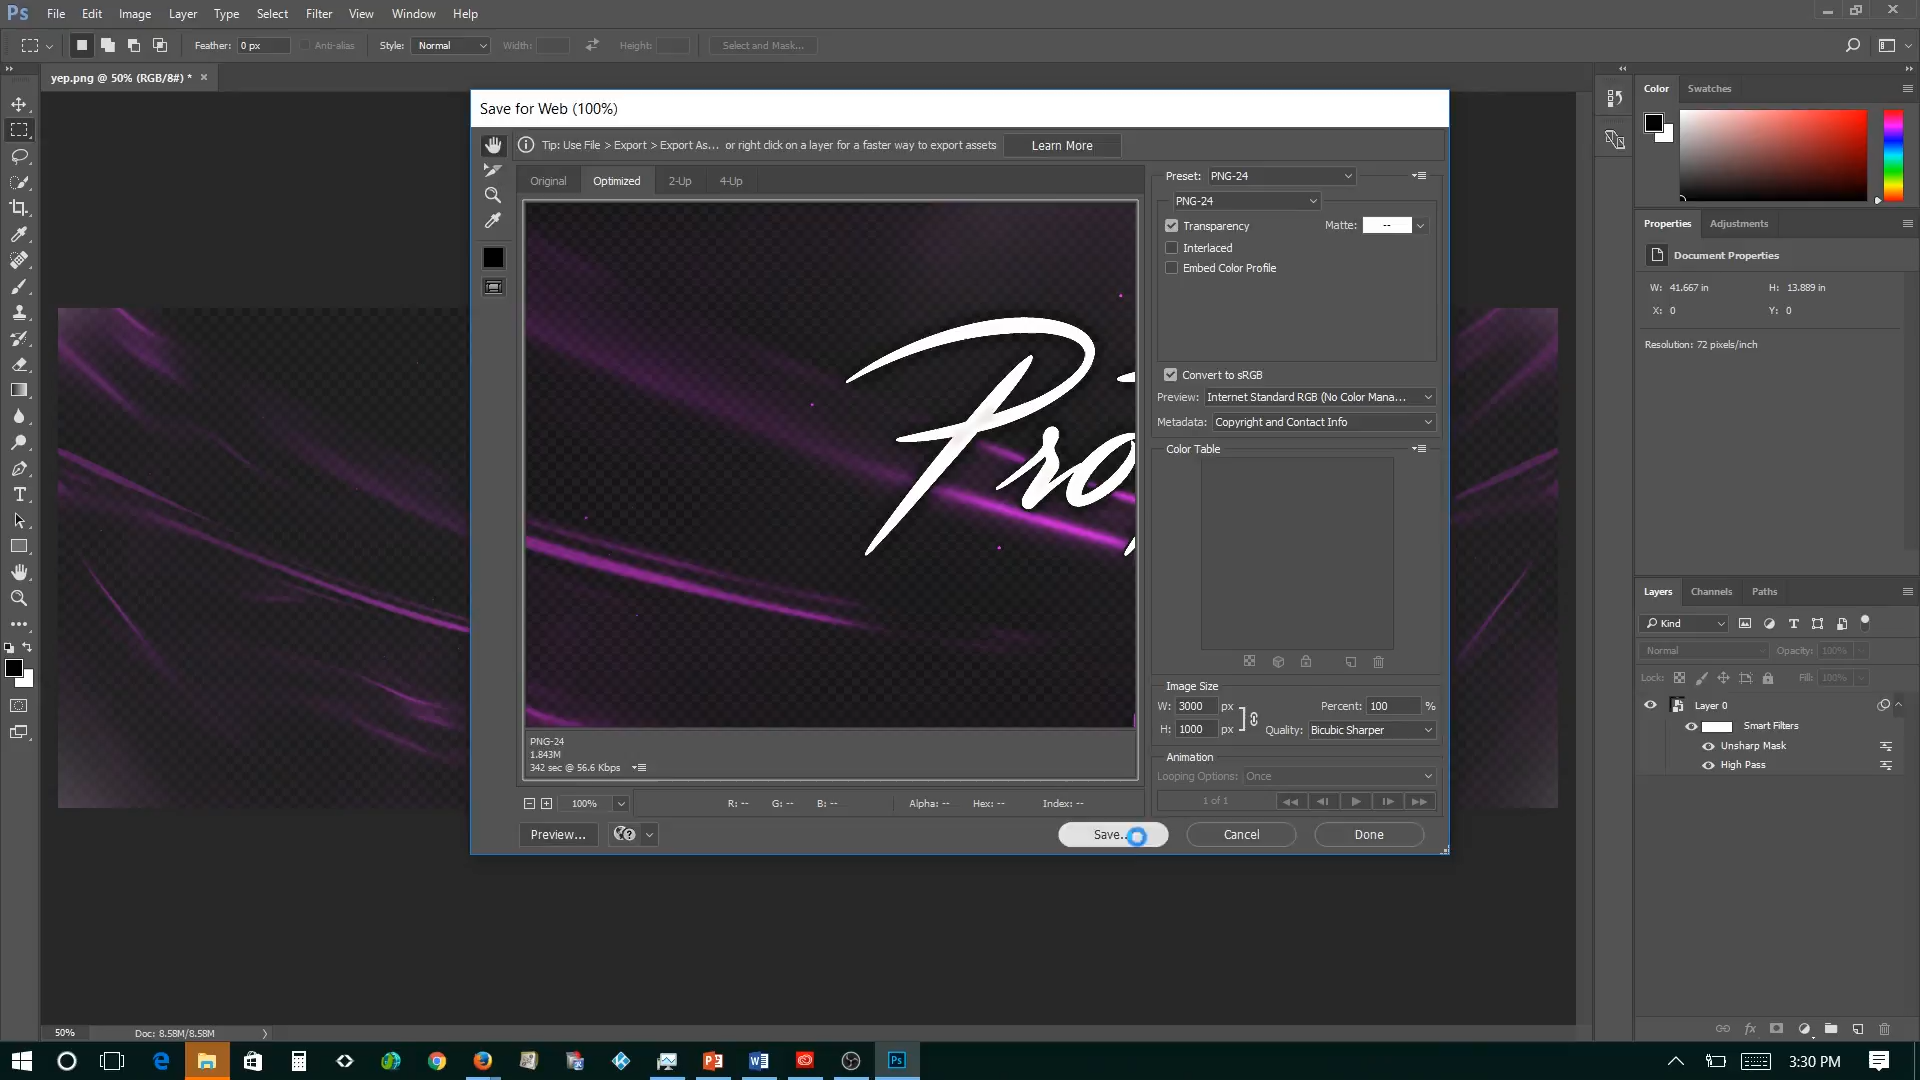 Ps File Edit Image Layer Type Select Filter View Window Help
Feather: 0 px Anti-alias Style: Normal Width: Height: Select and Mask...
yep.png @ 50% (RGB/8#) * ×
Save for Web (100%)
Tip: Use File > Export > Export As... or right click on a layer for a faster way to export assets Learn More
Original Optimized 2-Up 4-Up
Pro
PNG-24
1.843M
342 sec @ 56.6 Kbps
100% R: -- G: -- B: -- Alpha: -- Hex: -- Index: --
Preview...
Preset: PNG-24
PNG-24
Transparency Matte: --
Interlaced
Embed Color Profile
Convert to sRGB
Preview: Internet Standard RGB (No Color Mana...
Metadata: Copyright and Contact Info
Color Table
Image Size
W: 3000 px Percent: 100 %
H: 1000 px Quality: Bicubic Sharper
Animation
Looping Options: Once
1 of 1
Save... Cancel Done
Color Swatches
Properties Adjustments
Document Properties
W: 41.667 in H: 13.889 in
X: 0 Y: 0
Resolution: 72 pixels/inch
Layers Channels Paths
Kind
Normal Opacity: 100%
Lock: Fill: 100%
Layer 0
Smart Filters
Unsharp Mask
High Pass
50% Doc: 8.58M/8.58M
3:30 PM